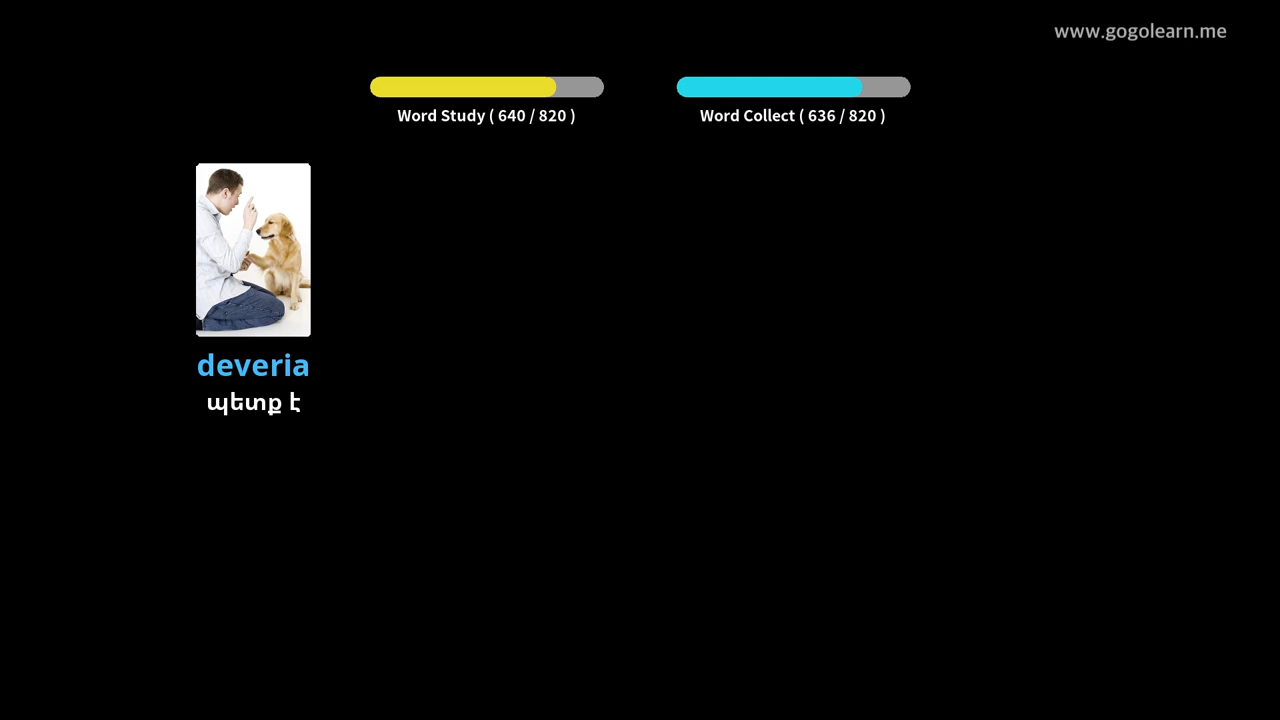 www.gogolearn.me
Word Study ( 640 / 820 )
Word Collect ( 636 / 820 )
deveria
պետք է